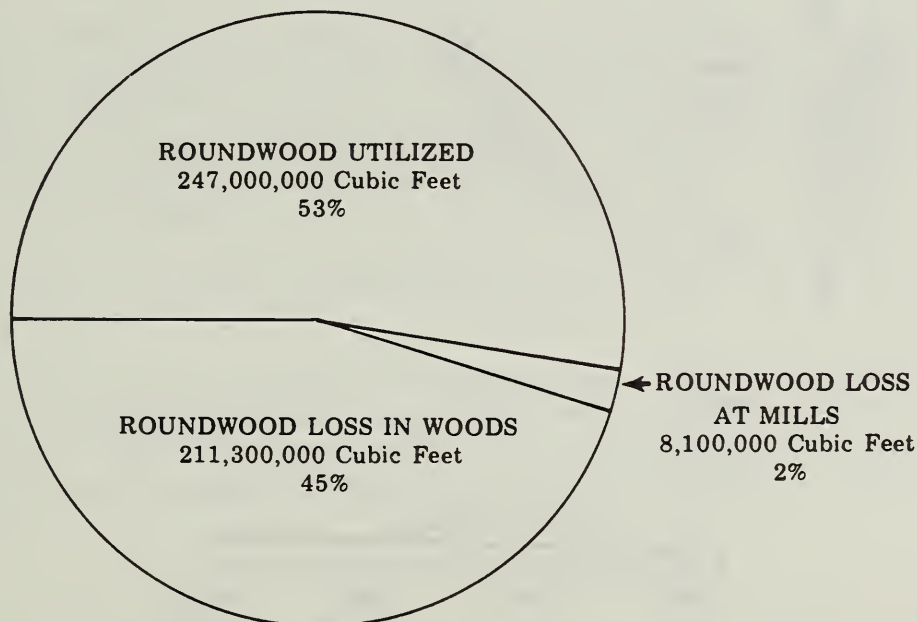 ROUNDWOOD UTILIZED
247,000,000 Cubic Feet
53%
ROUNDWOOD LOSS
AT MILLS
8,100,000 Cubic Feet
2%
ROUNDWOOD LOSS IN WOODS
211,300,000 Cubic Feet
45%